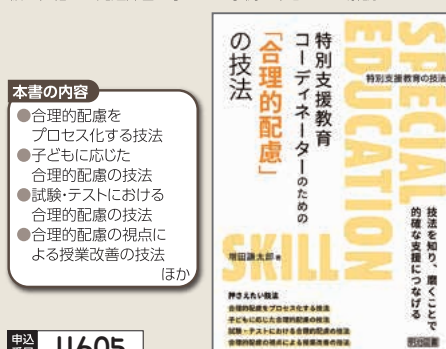 本書の内容
●合理的配慮を
プロセス化する技法
●子どもに応じた
合理的配慮の技法
●試験・テストにおける
合理的配慮の技法
●合理的配慮の視点に
よる授業改善の技法
ほか
申込
U605
SPECIAL
EDUCATION
SKILL
特別支援教育の技法
特別支援教育
コーディネーターのための
「合理的配慮」
の技法
増田謙太郎 著
技法を知り、磨くことで
的確な支援につなげる
押さえたい技法
合理的配慮をプロセス化する技法
子どもに応じた合理的配慮の技法
試験・テストにおける合理的配慮の技法
合理的配慮の視点による授業改善の技法
明治図書